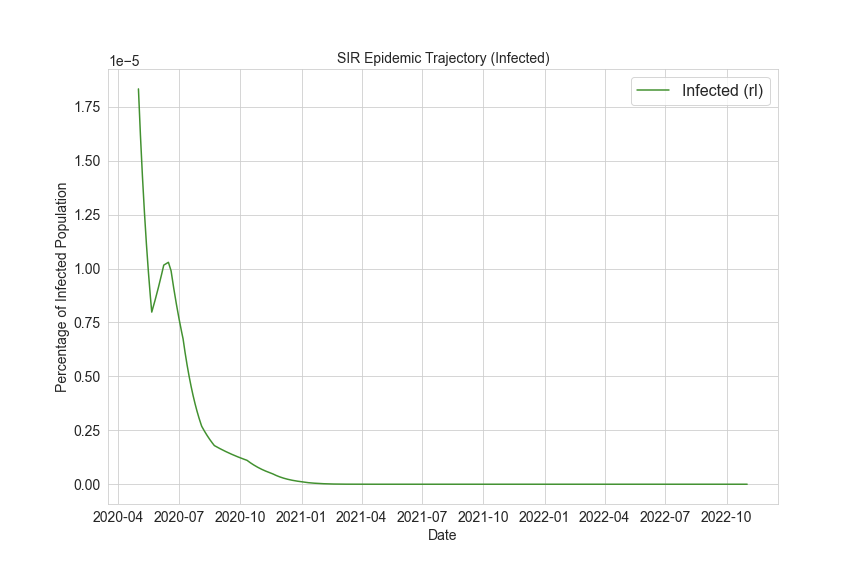 SIR Epidemic Trajectory (Infected)
1e−5
Infected (rI)
1.75
1.50
1.25
1.00
0.75
0.50
0.25
0.00
Percentage of Infected Population
2020-04 2020-07 2020-10 2021-01 2021-04 2021-07 2021-10 2022-01 2022-04 2022-07 2022-10
Date